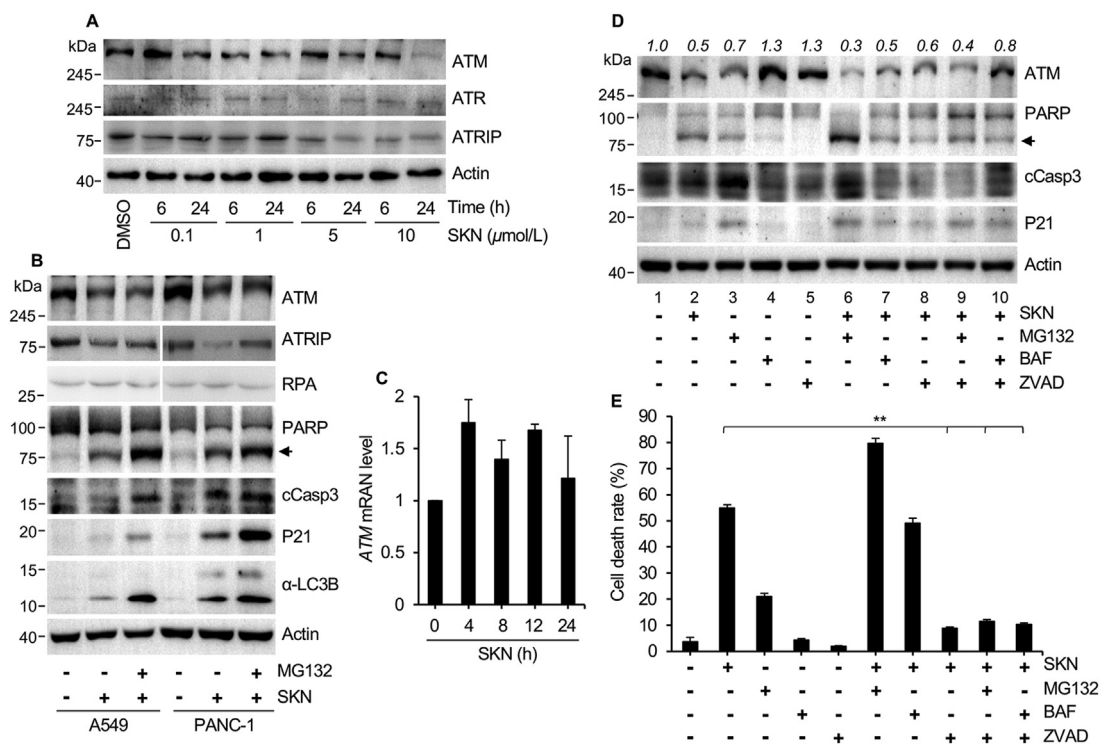 A
kDa
245-
ATM
245-
ATR
75-
ATRIP
40-
Actin
DMSO
6 24 6 24 6 24 6 24 Time (h)
0.1 1 5 10 SKN (µmol/L)
B
kDa
245-
ATM
75-
ATRIP
25-
RPA
100-
PARP
75-
15-
cCasp3
20-
P21
15-
α-LC3B
10-
40-
Actin
- - + - - + MG132
- + + - + + SKN
A549 PANC-1
C
ATM mRAN level
2
1.5
1
0.5
0
0 4 8 12 24
SKN (h)
D
kDa
1.0 0.5 0.7 1.3 1.3 0.3 0.5 0.6 0.4 0.8
245-
ATM
100-
PARP
75-
cCasp3
15-
20-
P21
40-
Actin
1 2 3 4 5 6 7 8 9 10
- + - - - + + + + + SKN
- - + - - + - - + - MG132
- - - + - - + - - + BAF
- - - - + - - + + + ZVAD
E
**
Cell death rate (%)
90
80
70
60
50
40
30
20
10
0
- + - - - + + + + + SKN
- - + - - + - - + - MG132
- - - + - - + - - + BAF
- - - - + - - + + + ZVAD